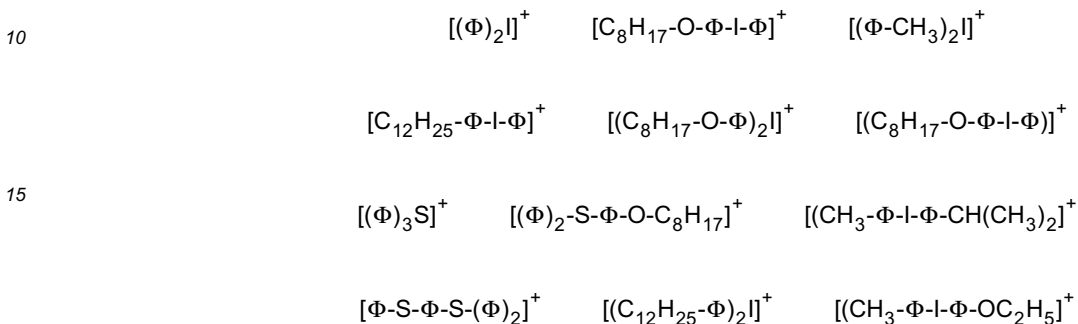 10 [(Φ)₂I]⁺ [C₈H₁₇-O-Φ-I-Φ]⁺ [(Φ-CH₃)₂I]⁺
[C₁₂H₂₅-Φ-I-Φ]⁺ [(C₈H₁₇-O-Φ)₂I]⁺ [(C₈H₁₇-O-Φ-I-Φ)]⁺
15
[(Φ)₃S]⁺ [(Φ)₂-S-Φ-O-C₈H₁₇]⁺ [(CH₃-Φ-I-Φ-CH(CH₃)₂]⁺
[Φ-S-Φ-S-(Φ)₂]⁺ [(C₁₂H₂₅-Φ)₂I]⁺ [(CH₃-Φ-I-Φ-OC₂H₅]⁺